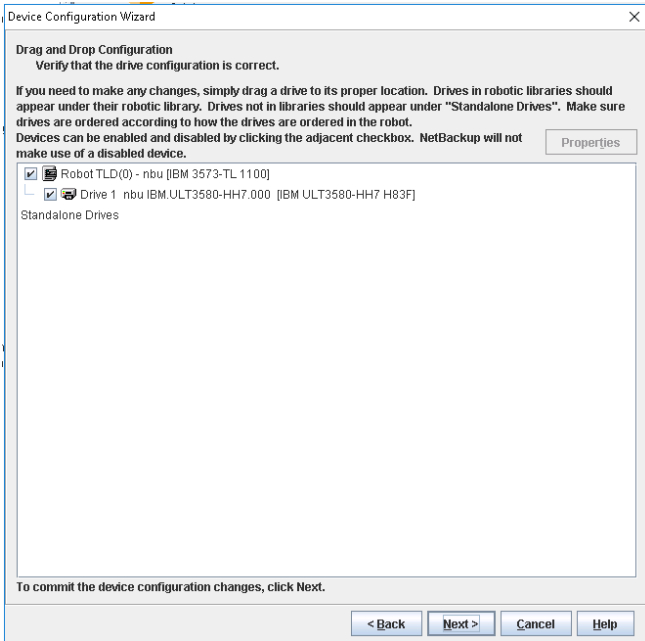 Device Configuration Wizard
Drag and Drop Configuration
Verify that the drive configuration is correct.
If you need to make any changes, simply drag a drive to its proper location. Drives in robotic libraries should
appear under their robotic library. Drives not in libraries should appear under "Standalone Drives". Make sure
drives are ordered according to how the drives are ordered in the robot.
Devices can be enabled and disabled by clicking the adjacent checkbox. NetBackup will not
make use of a disabled device.
Properties
Robot TLD(0) - nbu [IBM 3573-TL 1100]
Drive 1 nbu IBM.ULT3580-HH7.000 [IBM ULT3580-HH7 H83F]
Standalone Drives
To commit the device configuration changes, click Next.
< Back
Next >
Cancel
Help